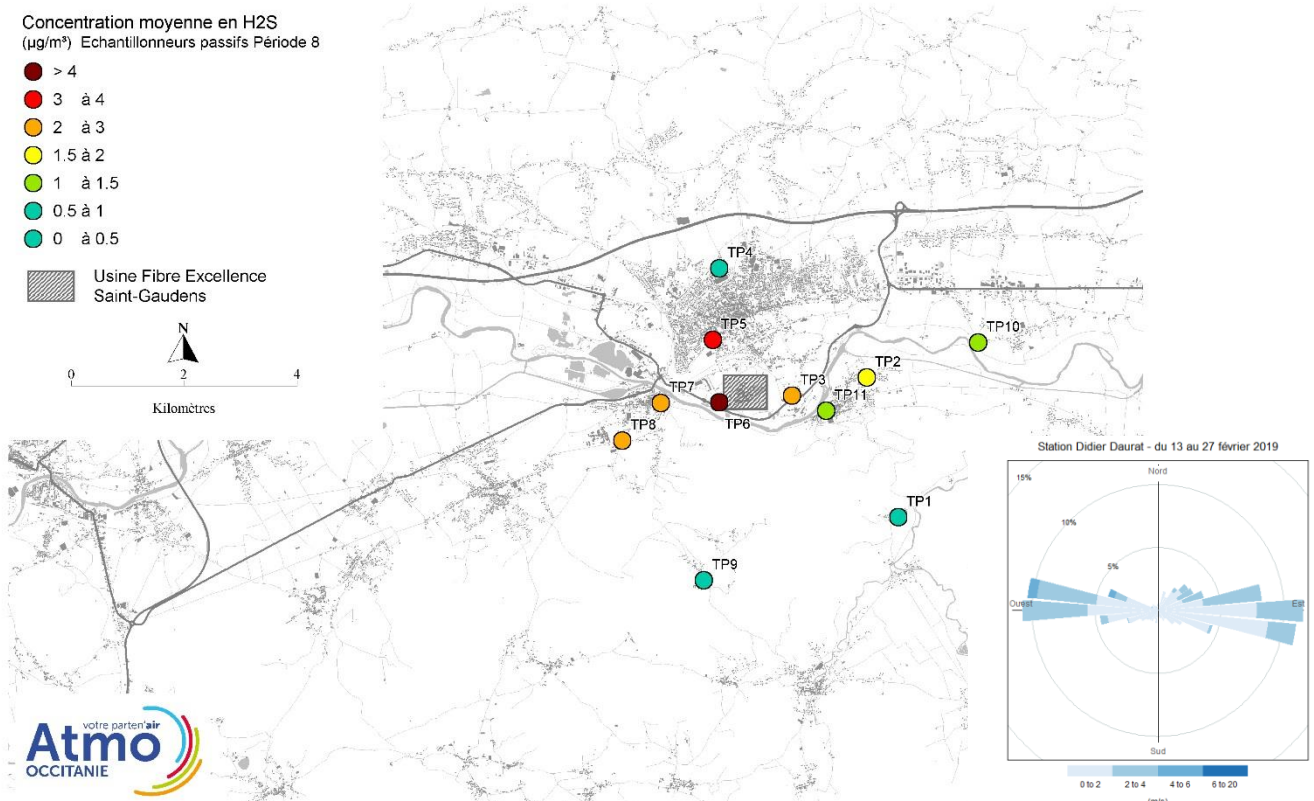 Concentration moyenne en H2S
(µg/m³) Echantillonneurs passifs Période 8
> 4
3 à 4
2 à 3
1.5 à 2
1 à 1.5
0.5 à 1
0 à 0.5
Usine Fibre Excellence
Saint-Gaudens
N
0 2 4
Kilomètres
TP4
TP5
TP10
TP2
TP3
TP7
TP11
TP6
TP8
TP1
TP9
Station Didier Daurat - du 13 au 27 février 2019
Nord
15%
10%
5%
Ouest
Est
Sud
0 to 2 2 to 4 4 to 6 6 to 20
votre parten'air
Atmo
OCCITANIE